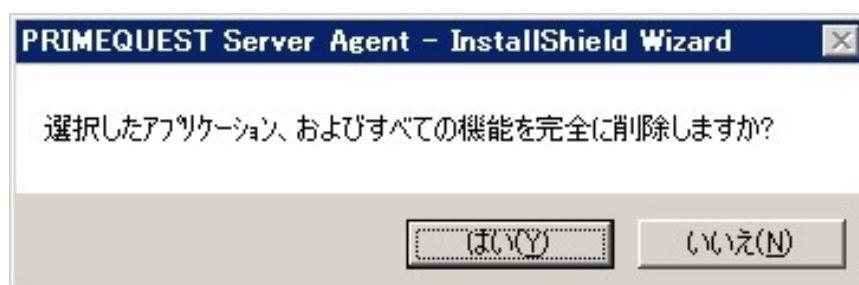 PRIMEQUEST Server Agent - InstallShield Wizard
選択したアプリケーション、およびすべての機能を完全に削除しますか?
はい(Y)
いいえ(N)